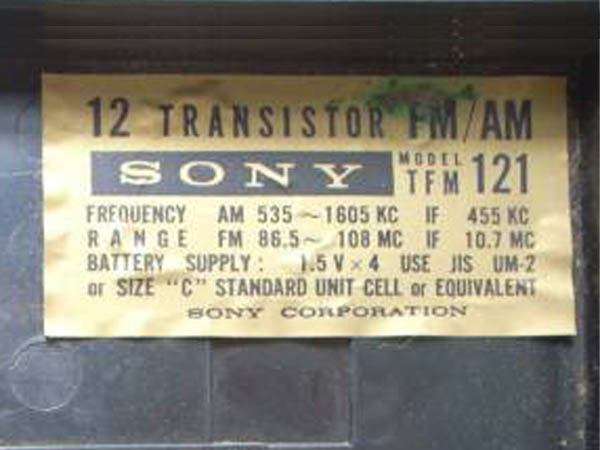 12 TRANSISTOR FM/AM
SONY MODEL TFM 121
FREQUENCY AM 535~1605 KC IF 455 KC
RANGE FM 86.5~ 108 MC IF 10.7 MC
BATTERY SUPPLY: 1.5 V × 4 USE JIS UM-2
or SIZE "C" STANDARD UNIT CELL or EQUIVALENT
SONY CORPORATION